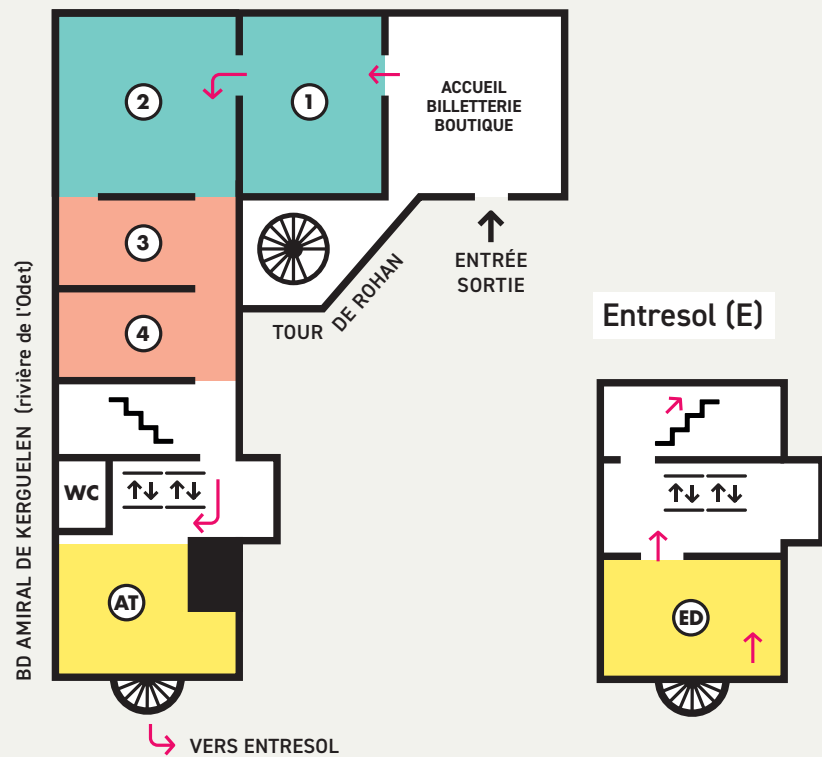 2
1
ACCUEIL
BILLETTERIE
BOUTIQUE
3
4
TOUR DE ROHAN
ENTRÉE
SORTIE
Entresol (E)
BD AMIRAL DE KERGUELEN (rivière de l'Odet)
WC
AT
ED
VERS ENTRESOL